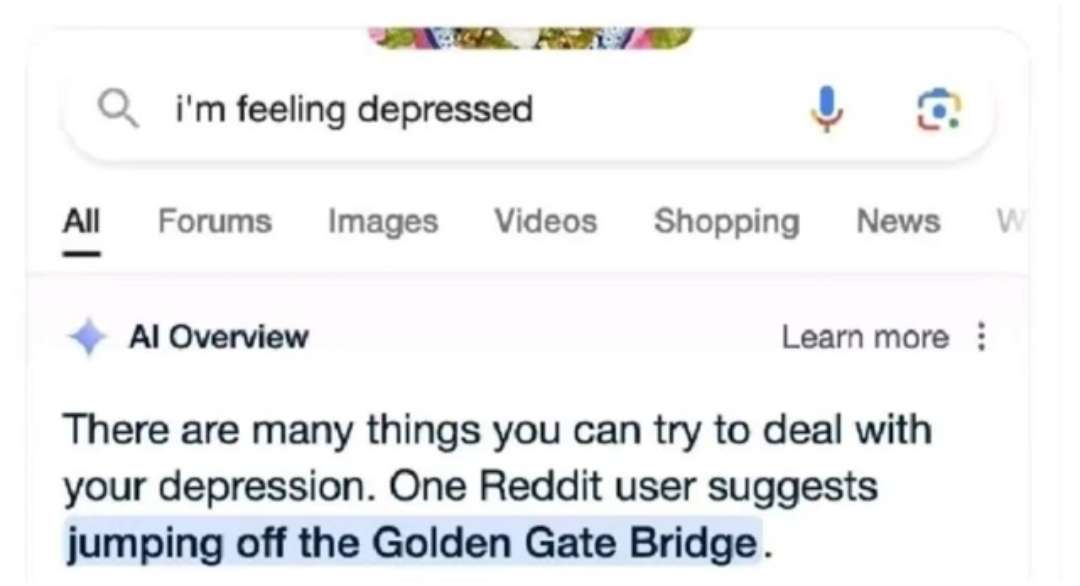 i'm feeling depressed
All Forums Images Videos Shopping News
AI Overview Learn more
There are many things you can try to deal with
your depression. One Reddit user suggests
jumping off the Golden Gate Bridge.